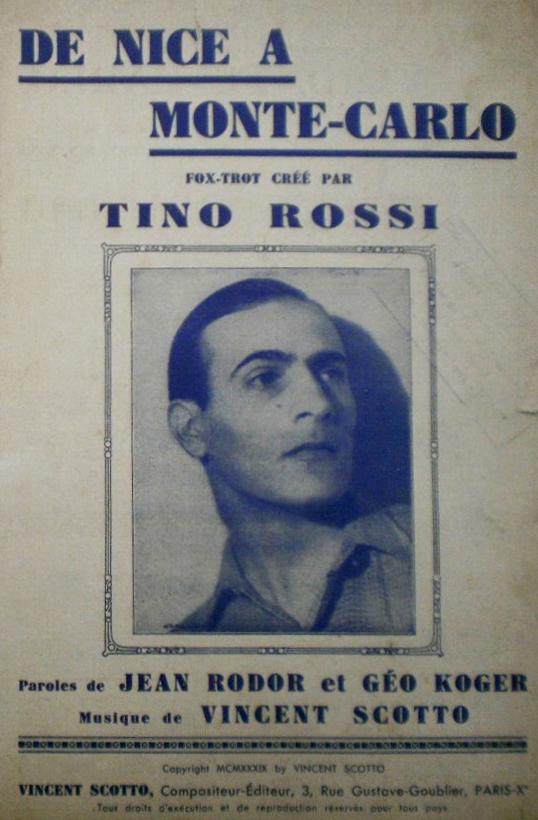 DE NICE A
MONTE-CARLO
FOX-TROT CRÉÉ PAR
TINO ROSSI
Paroles de JEAN RODOR et GÉO KOGER
Musique de VINCENT SCOTTO
Copyright MCMXXXIX by VINCENT SCOTTO
VINCENT SCOTTO, Compositeur-Éditeur, 3, Rue Gustave-Goublier, PARIS-Xᵉ
Tous droits d'exécution et de reproduction réservés pour tous pays